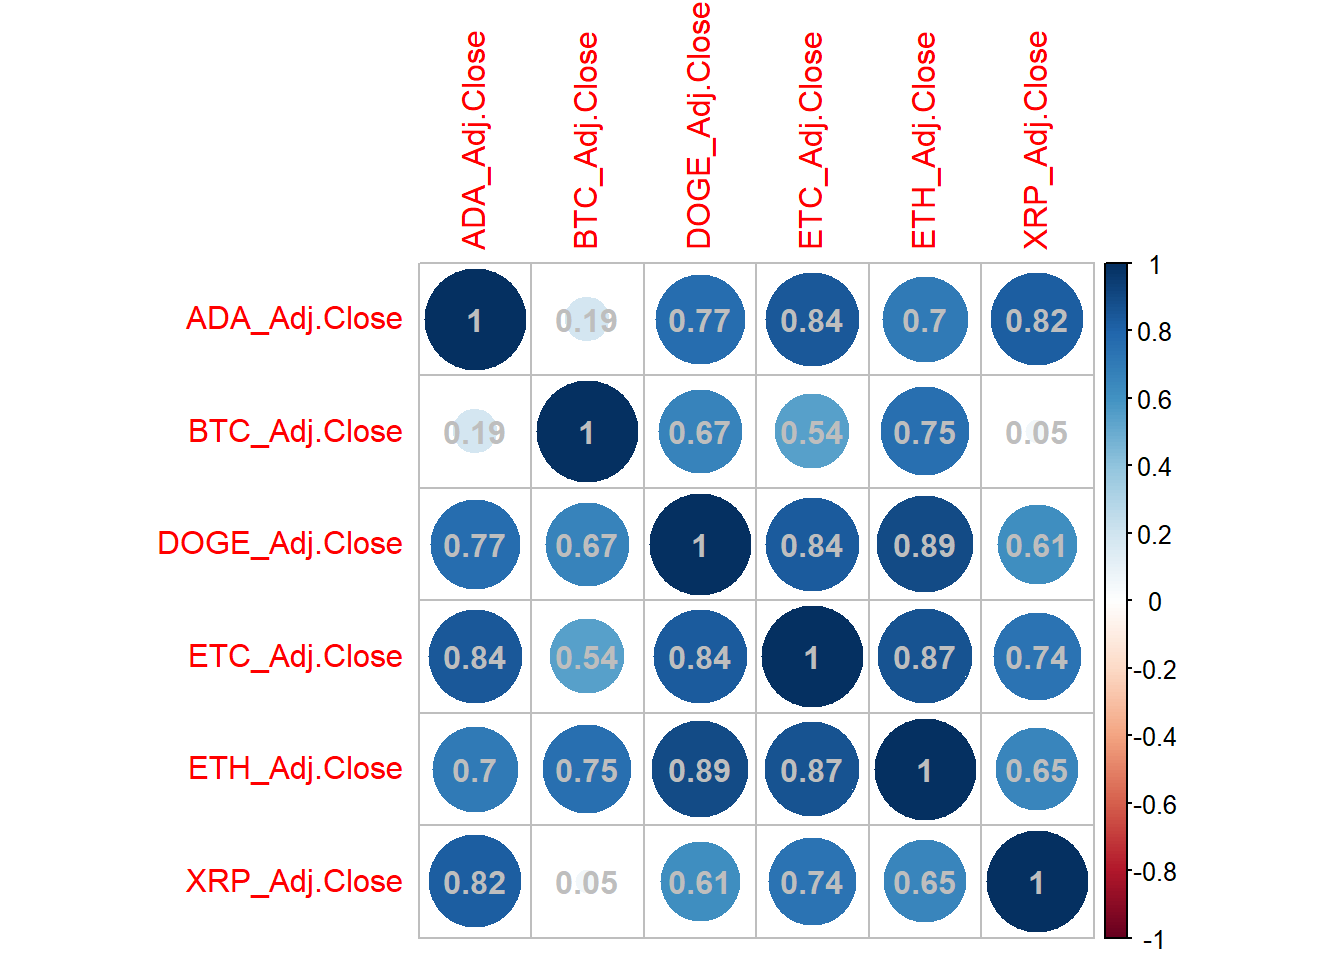 ADA_Adj.Close
BTC_Adj.Close
DOGE_Adj.Close
ETC_Adj.Close
ETH_Adj.Close
XRP_Adj.Close
ADA_Adj.Close 1 0.19 0.77 0.84 0.7 0.82
BTC_Adj.Close 0.19 1 0.67 0.54 0.75 0.05
DOGE_Adj.Close 0.77 0.67 1 0.84 0.89 0.61
ETC_Adj.Close 0.84 0.54 0.84 1 0.87 0.74
ETH_Adj.Close 0.7 0.75 0.89 0.87 1 0.65
XRP_Adj.Close 0.82 0.05 0.61 0.74 0.65 1
1
0.8
0.6
0.4
0.2
0
-0.2
-0.4
-0.6
-0.8
-1